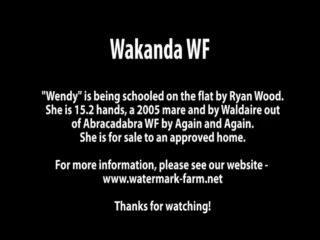 Wakanda WF
"Wendy" is being schooled on the flat by Ryan Wood.
She is 15.2 hands, a 2005 mare and by Waldaire out
of Abracadabra WF by Again and Again.
She is for sale to an approved home.
For more information, please see our website -
www.watermark-farm.net
Thanks for watching!